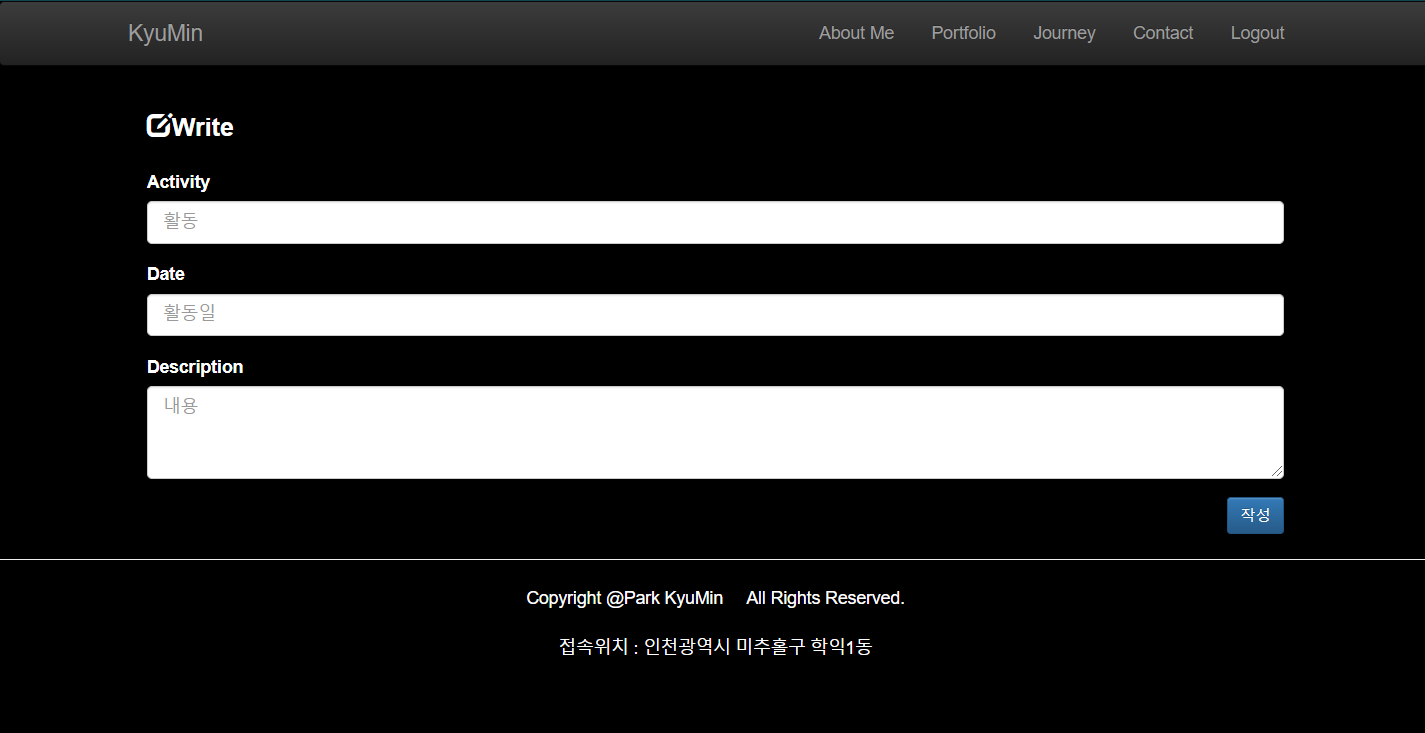 KyuMin About Me Portfolio Journey Contact Logout
Write
Activity
활동
Date
활동일
Description
내용
작성
Copyright @Park KyuMin All Rights Reserved.
접속위치 : 인천광역시 미추홀구 학익1동